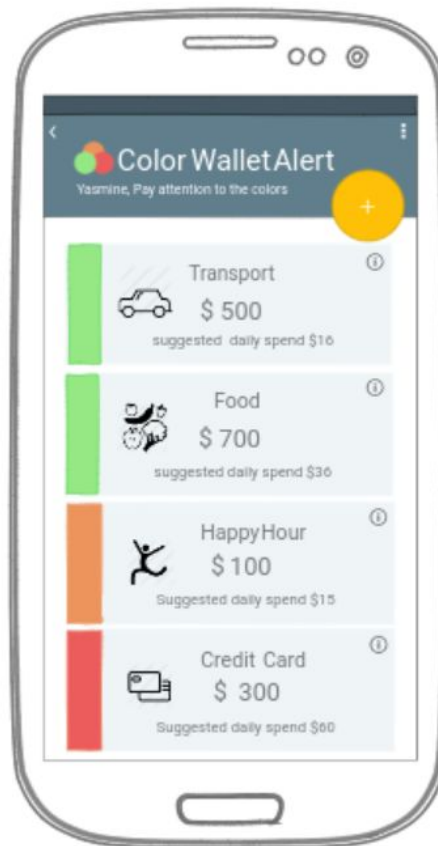 Color Wallet Alert
Yasmine, Pay attention to the colors
+
Transport
$ 500
suggested daily spend $16
Food
$ 700
suggested daily spend $36
HappyHour
$ 100
Suggested daily spend $15
Credit Card
$ 300
Suggested daily spend $60